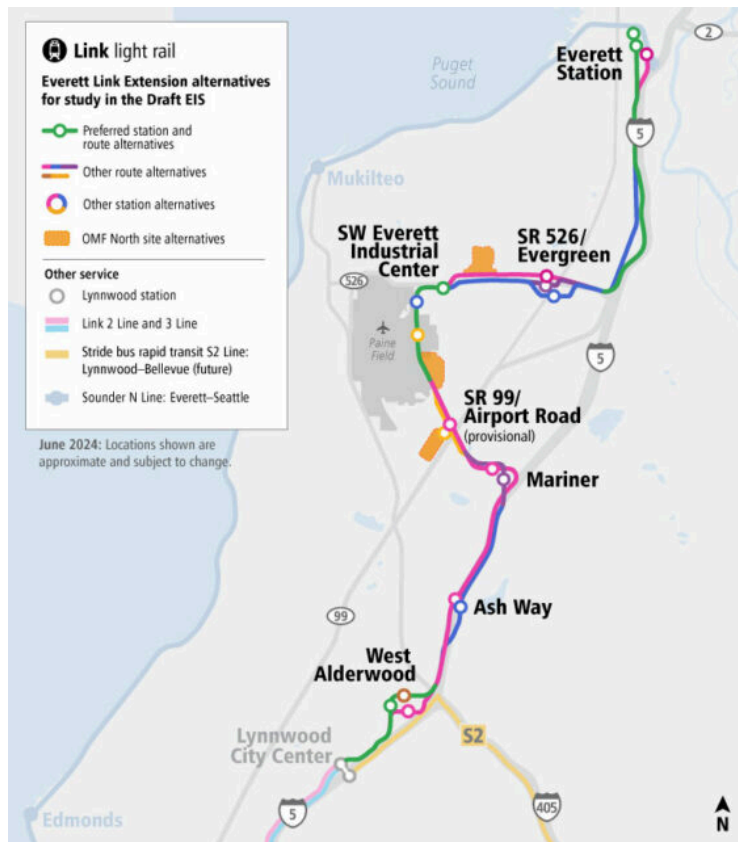 Link light rail
Everett Link Extension alternatives
for study in the Draft EIS
Preferred station and
route alternatives
Other route alternatives
Other station alternatives
OMF North site alternatives
Other service
Lynnwood station
Link 2 Line and 3 Line
Stride bus rapid transit S2 Line:
Lynnwood–Bellevue (future)
Sounder N Line: Everett–Seattle
June 2024: Locations shown are
approximate and subject to change.
Puget
Sound
Everett
Station
2
5
Mukilteo
SW Everett
Industrial
Center
SR 526/
Evergreen
526
Paine
Field
5
SR 99/
Airport Road
(provisional)
Mariner
Ash Way
99
West
Alderwood
Lynnwood
City Center
S2
5
405
Edmonds
N